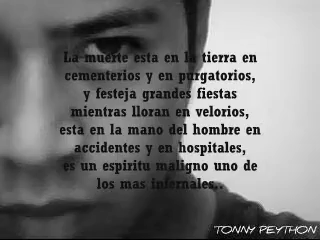 La muerte esta en la tierra en
cementerios y en purgatorios,
y festeja grandes fiestas
mientras lloran en velorios,
esta en la mano del hombre en
accidentes y en hospitales,
es un espiritu maligno uno de
los mas infernales..
TONNY PEYTHON